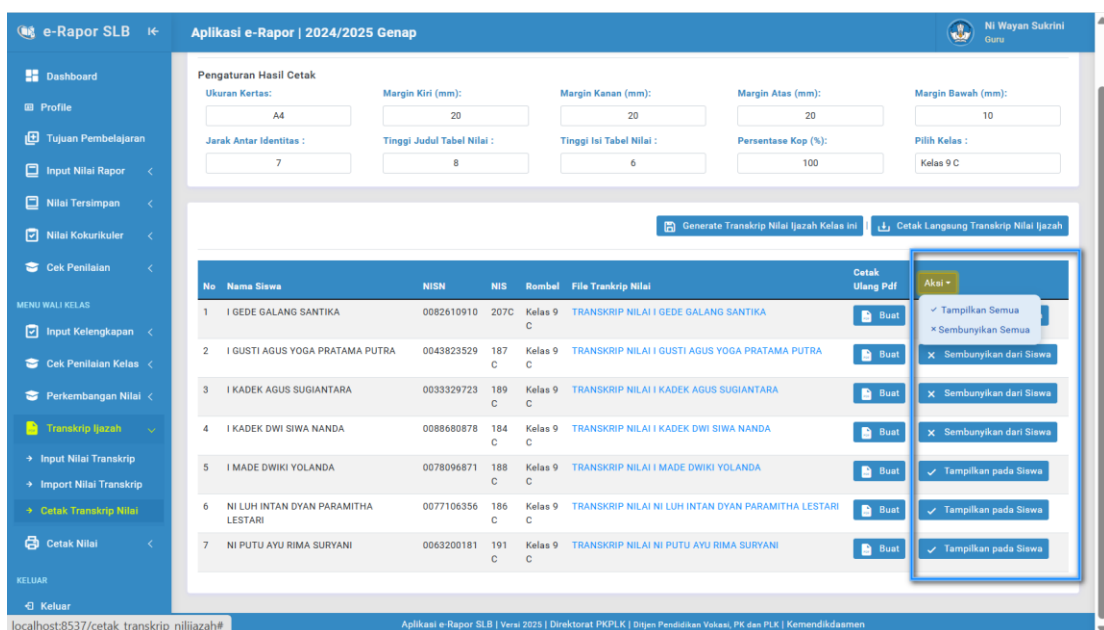 e-Rapor SLB
Aplikasi e-Rapor | 2024/2025 Genap
Ni Wayan Sukrini
Guru
Dashboard
Profile
Tujuan Pembelajaran
Input Nilai Rapor
Nilai Tersimpan
Nilai Kokurikuler
Cek Penilaian
MENU WALI KELAS
Input Kelengkapan
Cek Penilaian Kelas
Perkembangan Nilai
Transkrip Ijazah
Input Nilai Transkrip
Import Nilai Transkrip
Cetak Transkrip Nilai
Cetak Nilai
KELUAR
Keluar
Pengaturan Hasil Cetak
Ukuran Kertas: Margin Kiri (mm): Margin Kanan (mm): Margin Atas (mm): Margin Bawah (mm):
A4 20 20 20 10
Jarak Antar Identitas : Tinggi Judul Tabel Nilai : Tinggi Isi Tabel Nilai : Persentase Kop (%): Pilih Kelas :
7 8 6 100 Kelas 9 C
Generate Transkrip Nilai Ijazah Kelas ini | Cetak Langsung Transkrip Nilai Ijazah
No Nama Siswa NISN NIS Rombel File Trankrip Nilai Cetak Ulang Pdf Aksi
✓ Tampilkan Semua
× Sembunyikan Semua
1 I GEDE GALANG SANTIKA 0082610910 207C Kelas 9 C TRANSKRIP NILAI I GEDE GALANG SANTIKA Buat
2 I GUSTI AGUS YOGA PRATAMA PUTRA 0043823529 187 C Kelas 9 C TRANSKRIP NILAI I GUSTI AGUS YOGA PRATAMA PUTRA Buat × Sembunyikan dari Siswa
3 I KADEK AGUS SUGIANTARA 0033329723 189 C Kelas 9 C TRANSKRIP NILAI I KADEK AGUS SUGIANTARA Buat × Sembunyikan dari Siswa
4 I KADEK DWI SIWA NANDA 0088680878 184 C Kelas 9 C TRANSKRIP NILAI I KADEK DWI SIWA NANDA Buat × Sembunyikan dari Siswa
5 I MADE DWIKI YOLANDA 0078096871 188 C Kelas 9 C TRANSKRIP NILAI I MADE DWIKI YOLANDA Buat ✓ Tampilkan pada Siswa
6 NI LUH INTAN DYAN PARAMITHA LESTARI 0077106356 186 C Kelas 9 C TRANSKRIP NILAI NI LUH INTAN DYAN PARAMITHA LESTARI Buat ✓ Tampilkan pada Siswa
7 NI PUTU AYU RIMA SURYANI 0063200181 191 C Kelas 9 C TRANSKRIP NILAI NI PUTU AYU RIMA SURYANI Buat ✓ Tampilkan pada Siswa
localhost:8537/cetak_transkrip_nilijazah#
Aplikasi e-Rapor SLB | Versi 2025 | Direktorat PKPLK | Ditjen Pendidikan Vokasi, PK dan PLK | Kemendikdasmen